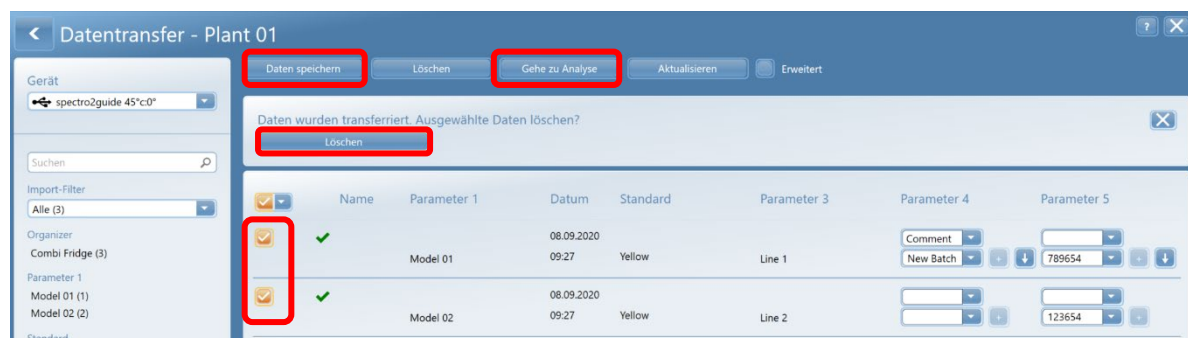 Datentransfer - Plant 01
?
Gerät
spectro2guide 45°c:0°
Suchen
Import-Filter
Alle (3)
Organizer
Combi Fridge (3)
Parameter 1
Model 01 (1)
Model 02 (2)
Standard
Daten speichern Löschen Gehe zu Analyse Aktualisieren Erweitert
Daten wurden transferriert. Ausgewählte Daten löschen?
Löschen
Name Parameter 1 Datum Standard Parameter 3 Parameter 4 Parameter 5
08.09.2020 Comment
Model 01 09:27 Yellow Line 1 New Batch + 789654 +
08.09.2020
Model 02 09:27 Yellow Line 2 + 123654 +